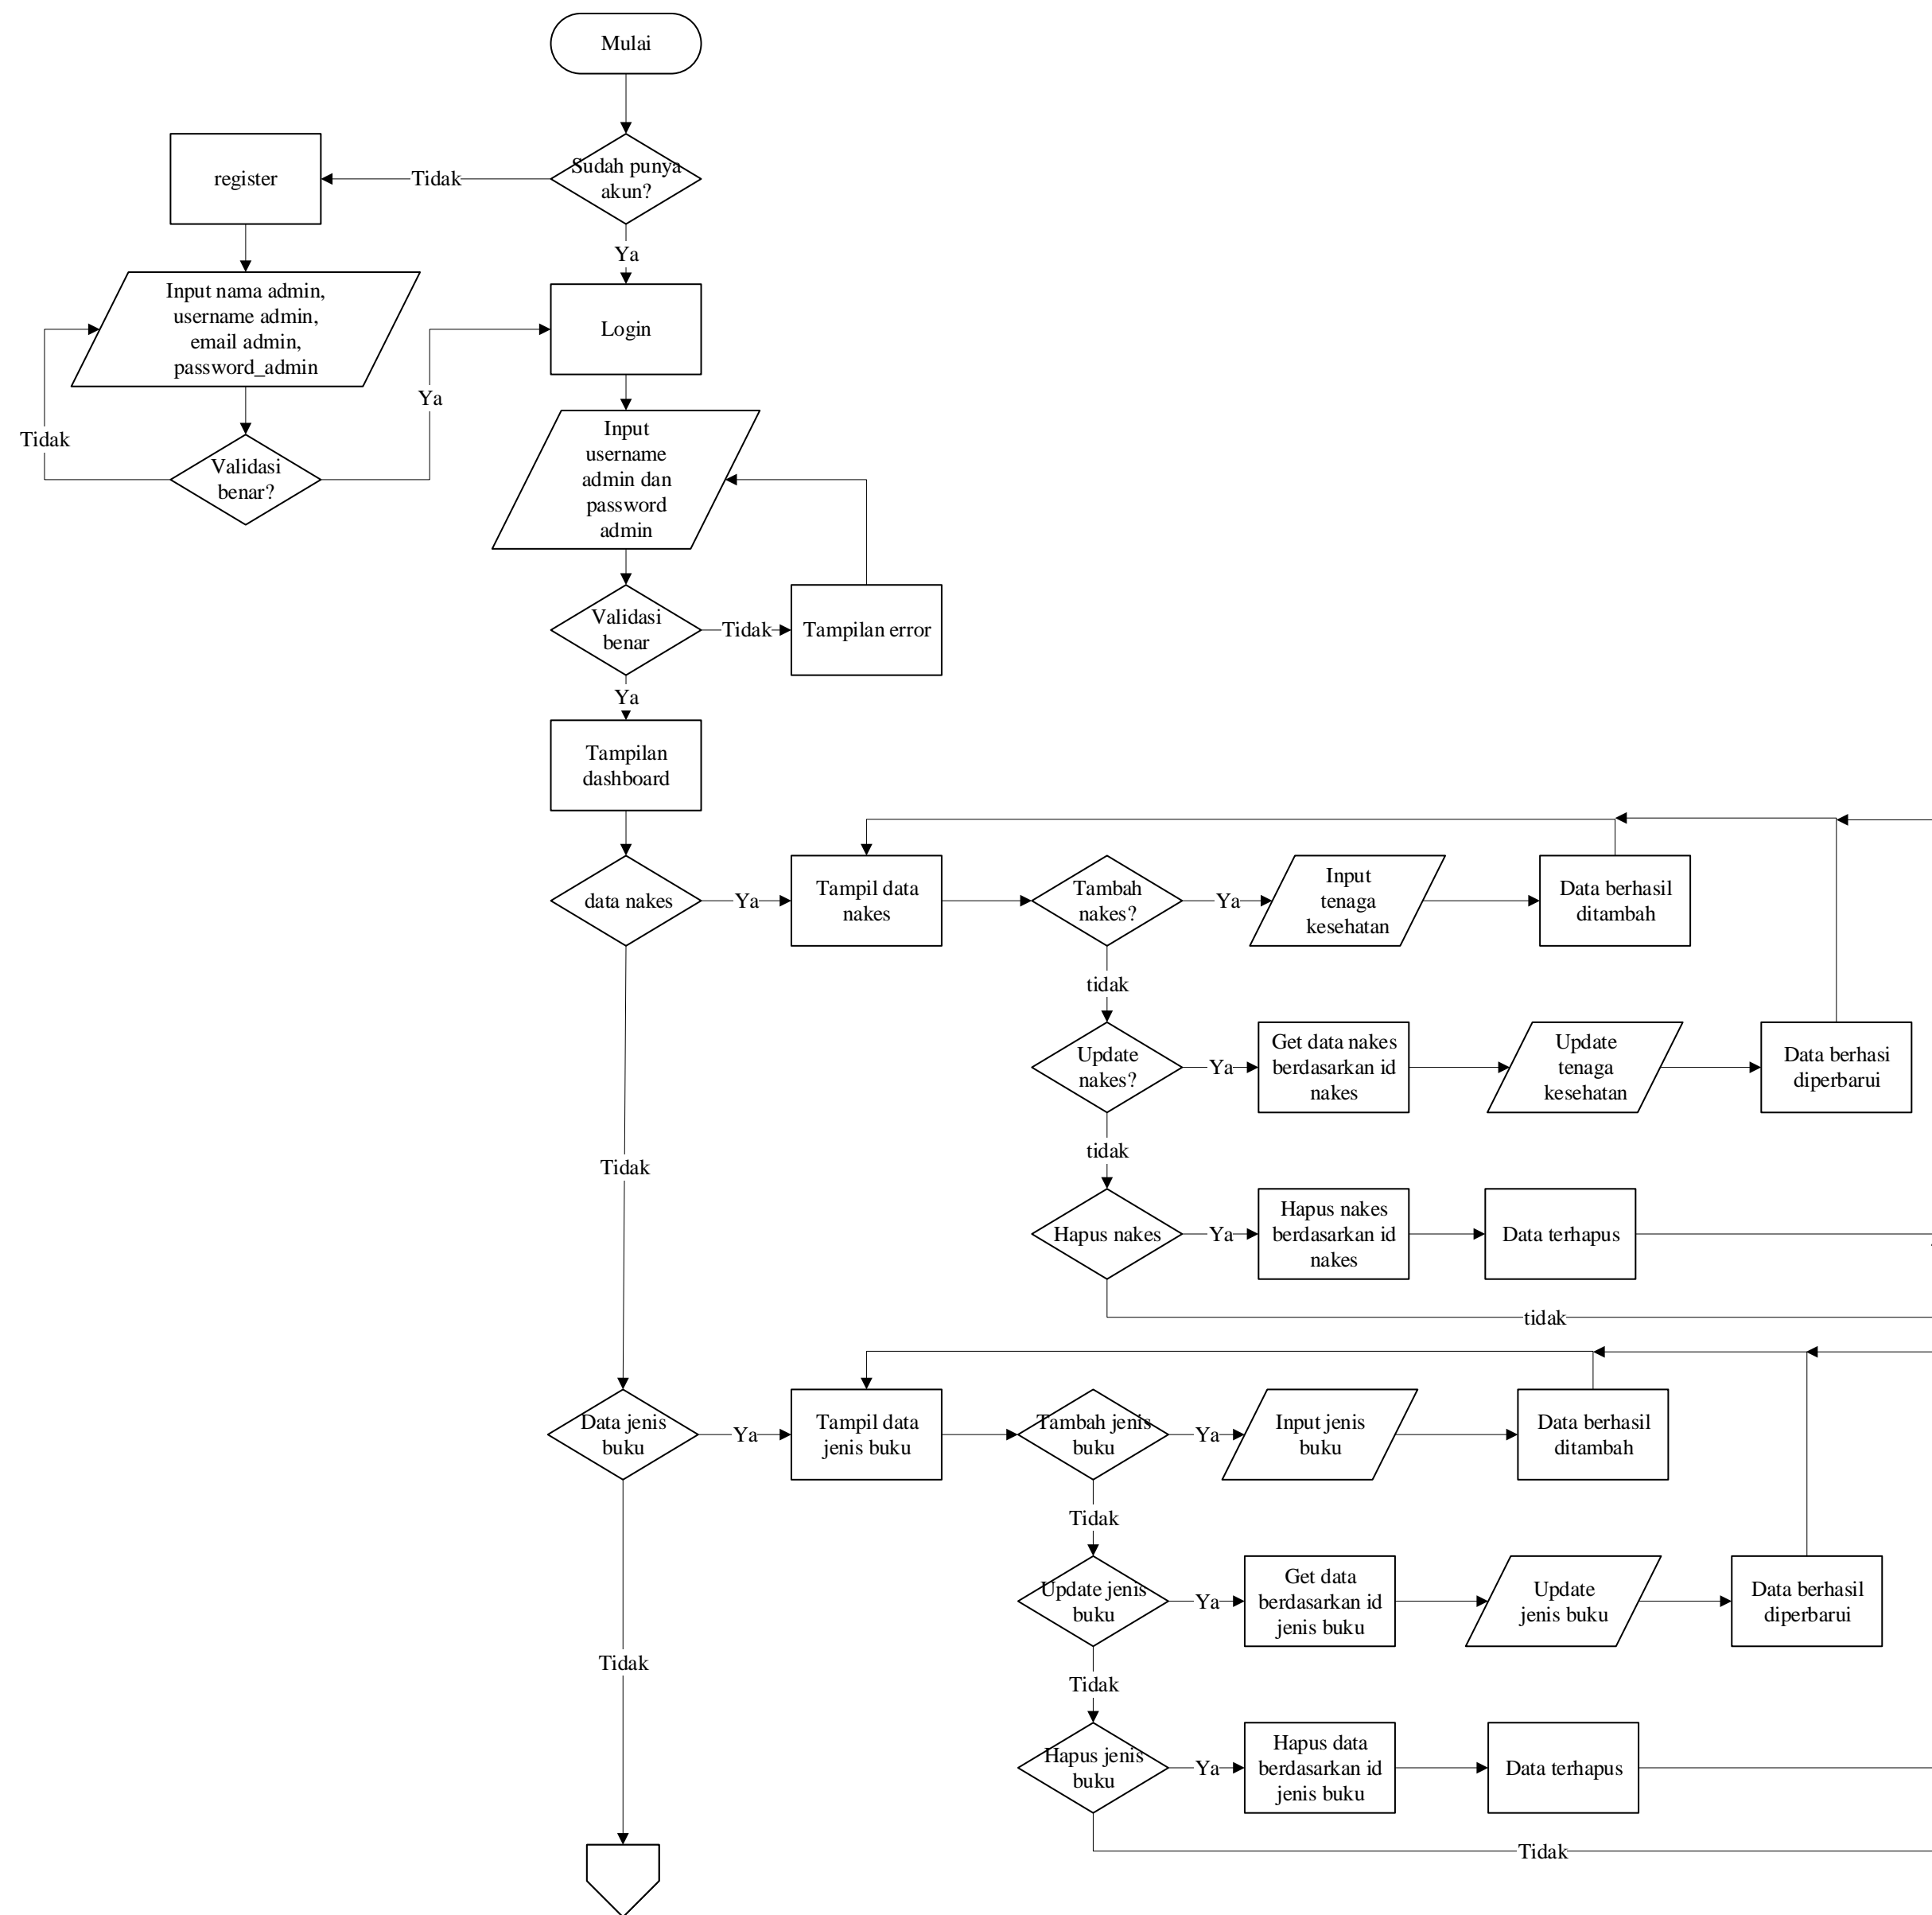 Mulai
Sudah punya
akun?
Tidak
register
Ya
Input nama admin,
username admin,
email admin,
password_admin
Login
Ya
Tidak
Validasi
benar?
Input
username
admin dan
password
admin
Validasi
benar
Tidak
Tampilan error
Ya
Tampilan
dashboard
data nakes
Ya
Tampil data
nakes
Tambah
nakes?
Ya
Input
tenaga
kesehatan
Data berhasil
ditambah
tidak
Update
nakes?
Ya
Get data nakes
berdasarkan id
nakes
Update
tenaga
kesehatan
Data berhasi
diperbarui
tidak
Tidak
Hapus nakes
Ya
Hapus nakes
berdasarkan id
nakes
Data terhapus
tidak
Data jenis
buku
Ya
Tampil data
jenis buku
Tambah jenis
buku
Ya
Input jenis
buku
Data berhasil
ditambah
Tidak
Update jenis
buku
Ya
Get data
berdasarkan id
jenis buku
Update
jenis buku
Data berhasil
diperbarui
Tidak
Tidak
Hapus jenis
buku
Ya
Hapus data
berdasarkan id
jenis buku
Data terhapus
Tidak